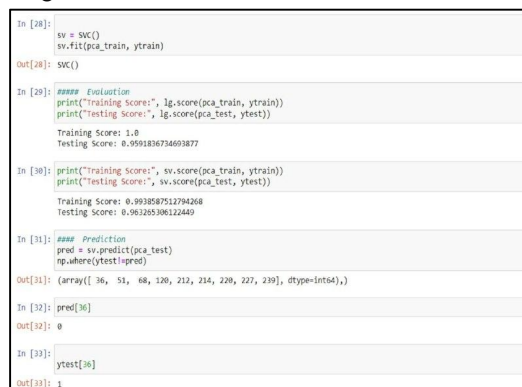 In [28]:
sv = SVC()
sv.fit(pca_train, ytrain)
Out[28]: SVC()
In [29]: ##### Evaluation
print("Training Score:", lg.score(pca_train, ytrain))
print("Testing Score:", lg.score(pca_test, ytest))
Training Score: 1.0
Testing Score: 0.9591836734693877
In [30]: print("Training Score:", sv.score(pca_train, ytrain))
print("Testing Score:", sv.score(pca_test, ytest))
Training Score: 0.9938587512794268
Testing Score: 0.963265306122449
In [31]: #### Prediction
pred = sv.predict(pca_test)
np.where(ytest!=pred)
Out[31]: (array([ 36, 51, 68, 120, 212, 214, 220, 227, 239], dtype=int64),)
In [32]: pred[36]
Out[32]: 0
In [33]:
ytest[36]
Out[33]: 1